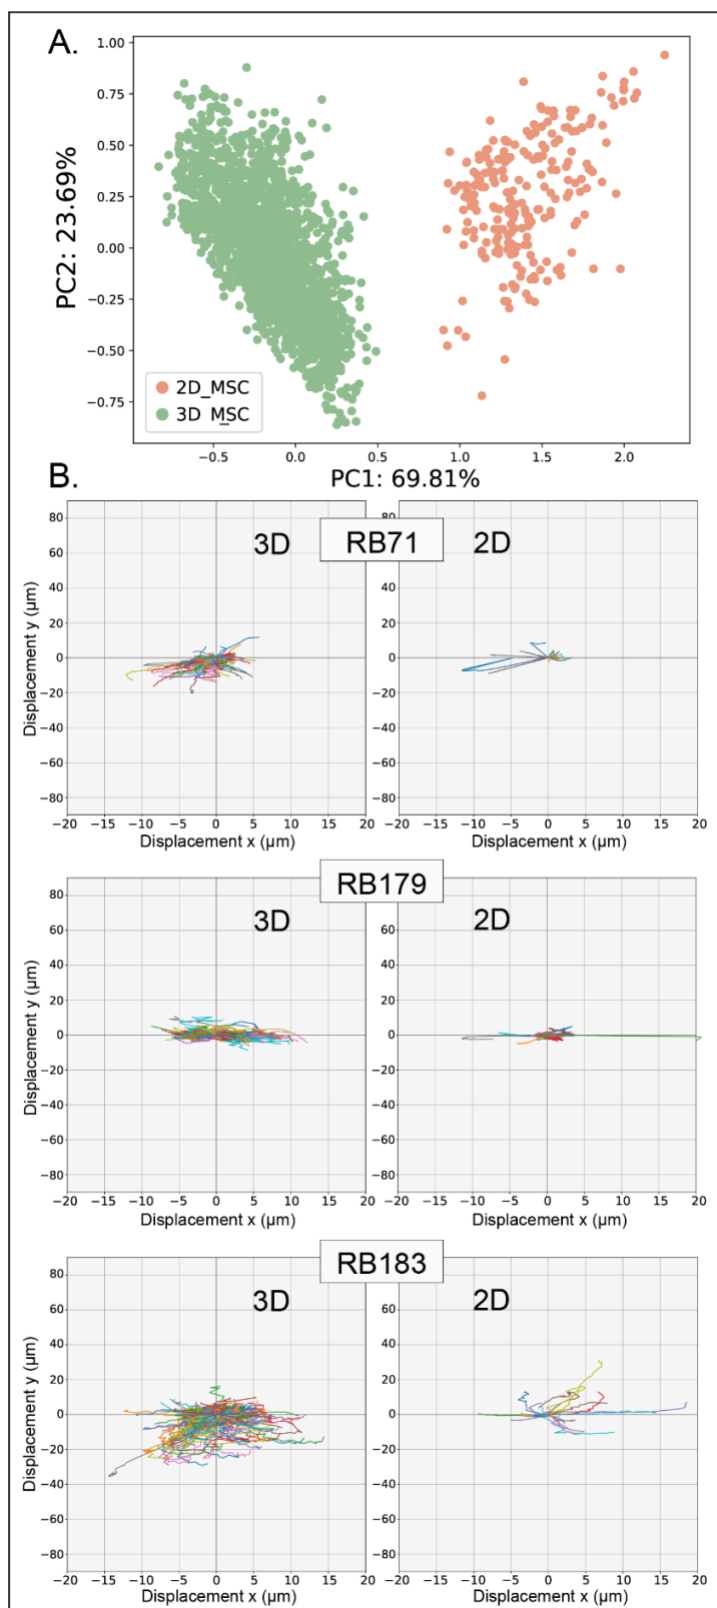 A.
1.00
0.75
0.50
0.25
0.00
−0.25
−0.50
−0.75
PC2: 23.69%
2D_MSC
3D_MSC
−0.5 0.0 0.5 1.0 1.5 2.0
PC1: 69.81%
B.
RB71
3D 2D
80
60
40
20
0
−20
−40
−60
−80
Displacement y (µm)
−20 −15 −10 −5 0 5 10 15 20 −15 −10 −5 0 5 10 15 20
Displacement x (µm) Displacement x (µm)
RB179
3D 2D
80
60
40
20
0
−20
−40
−60
−80
Displacement y (µm)
−20 −15 −10 −5 0 5 10 15 20 −15 −10 −5 0 5 10 15 20
Displacement x (µm) Displacement x (µm)
RB183
3D 2D
80
60
40
20
0
−20
−40
−60
−80
Displacement y (µm)
−20 −15 −10 −5 0 5 10 15 20 −15 −10 −5 0 5 10 15 20
Displacement x (µm) Displacement x (µm)